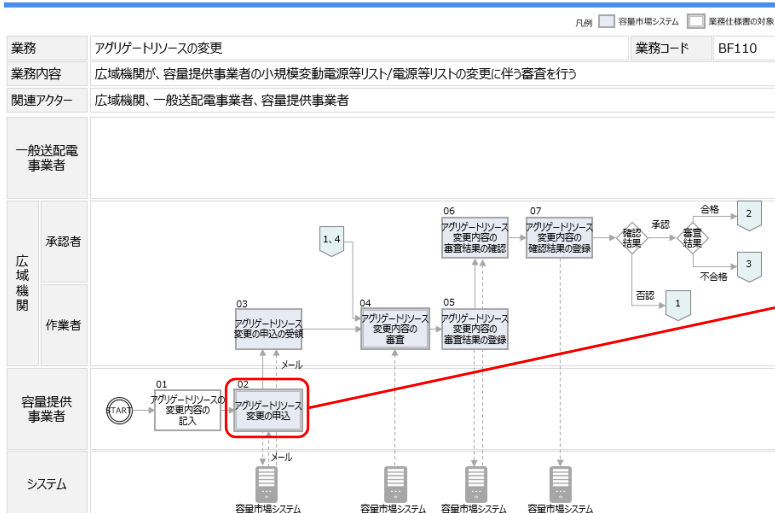 凡例 容量市場システム 業務仕様書の対象
業務 アグリゲートリソースの変更 業務コード BF110
業務内容 広域機関が、容量提供事業者の小規模変動電源等リスト/電源等リストの変更に伴う審査を行う
関連アクター 広域機関、一般送配電事業者、容量提供事業者
一般送配電
事業者
広域機関
承認者
1、4
06
アグリゲートリソース
変更内容の
審査結果の確認
07
アグリゲートリソース
変更内容の
確認結果の登録
確認
結果
承認
否認
1
審査
結果
合格
2
不合格
3
作業者
03
アグリゲートリソース
変更の申込の受領
04
アグリゲートリソース
変更内容の
審査
05
アグリゲートリソース
変更内容の
審査結果の登録
メール
容量提供
事業者
START
01
アグリゲートリソースの
変更内容の
記入
02
アグリゲートリソース
変更の申込
メール
システム
容量市場システム
容量市場システム
容量市場システム
容量市場システム